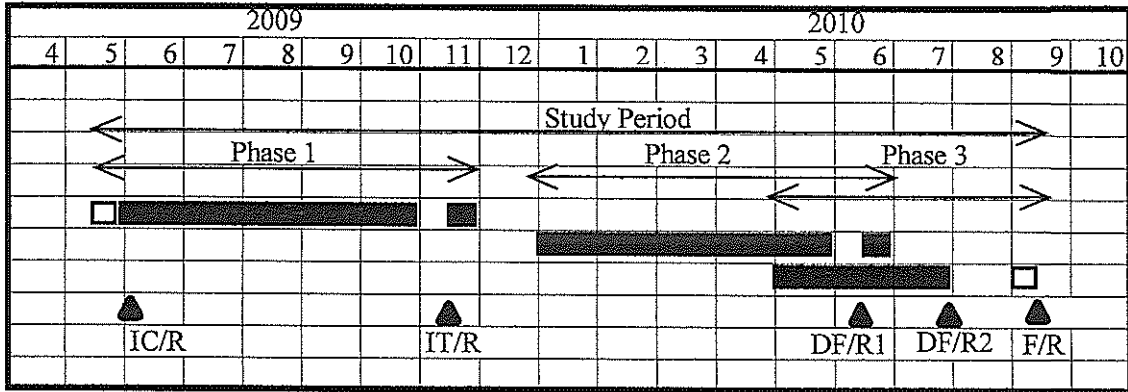 2009 2010
4 5 6 7 8 9 10 11 12 1 2 3 4 5 6 7 8 9 10
Study Period
Phase 1 Phase 2 Phase 3
IC/R IT/R DF/R1 DF/R2 F/R